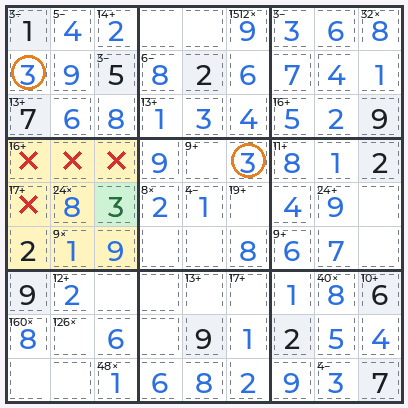 3÷ 5− 14+ 1512× 3÷ 32×
1 4 2 9 3 6 8
3− 6−
3 9 5 8 2 6 7 4 1
13+ 13+ 16+
7 6 8 1 3 4 5 2 9
16+ 9+ 11+
9 3 8 1 2
17+ 24× 8× 4− 19+ 24+
8 3 2 1 4 9
9× 9+
2 1 9 8 6 7
12+ 13+ 17+ 40× 10+
9 2 1 8 6
160× 126×
8 6 9 1 2 5 4
48× 4−
1 6 8 2 9 3 7